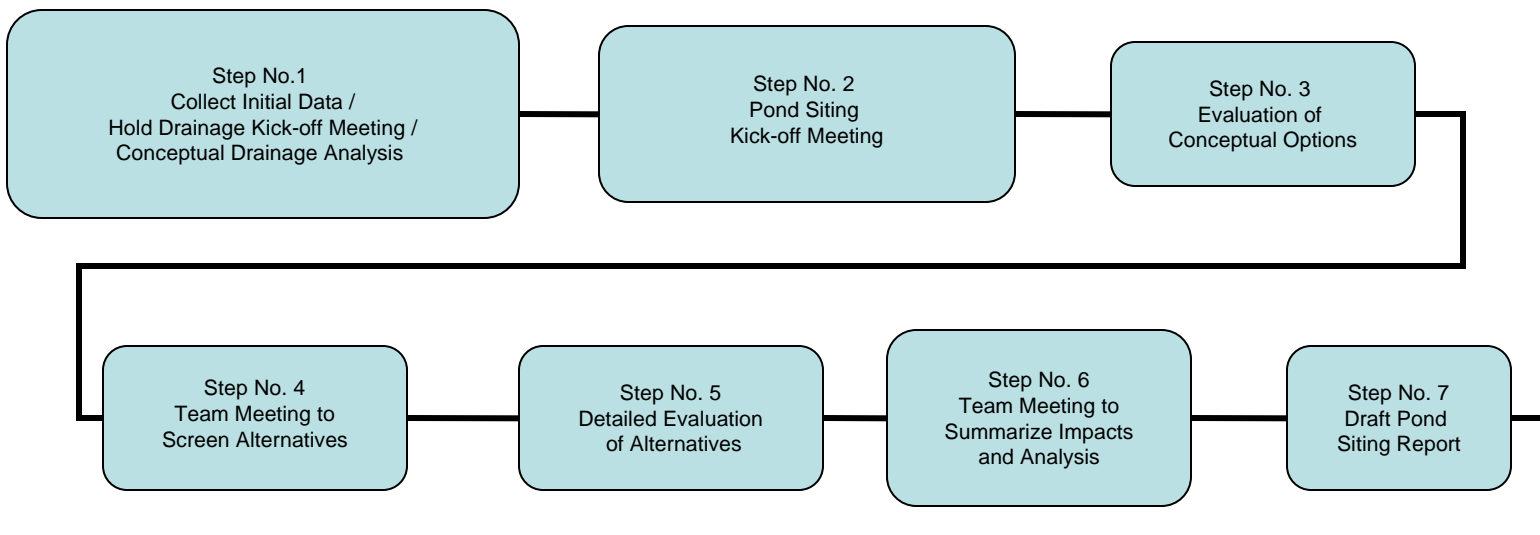 Step No.1
Collect Initial Data /
Hold Drainage Kick-off Meeting /
Conceptual Drainage Analysis
Step No. 2
Pond Siting
Kick-off Meeting
Step No. 3
Evaluation of
Conceptual Options
Step No. 4
Team Meeting to
Screen Alternatives
Step No. 5
Detailed Evaluation
of Alternatives
Step No. 6
Team Meeting to
Summarize Impacts
and Analysis
Step No. 7
Draft Pond
Siting Report